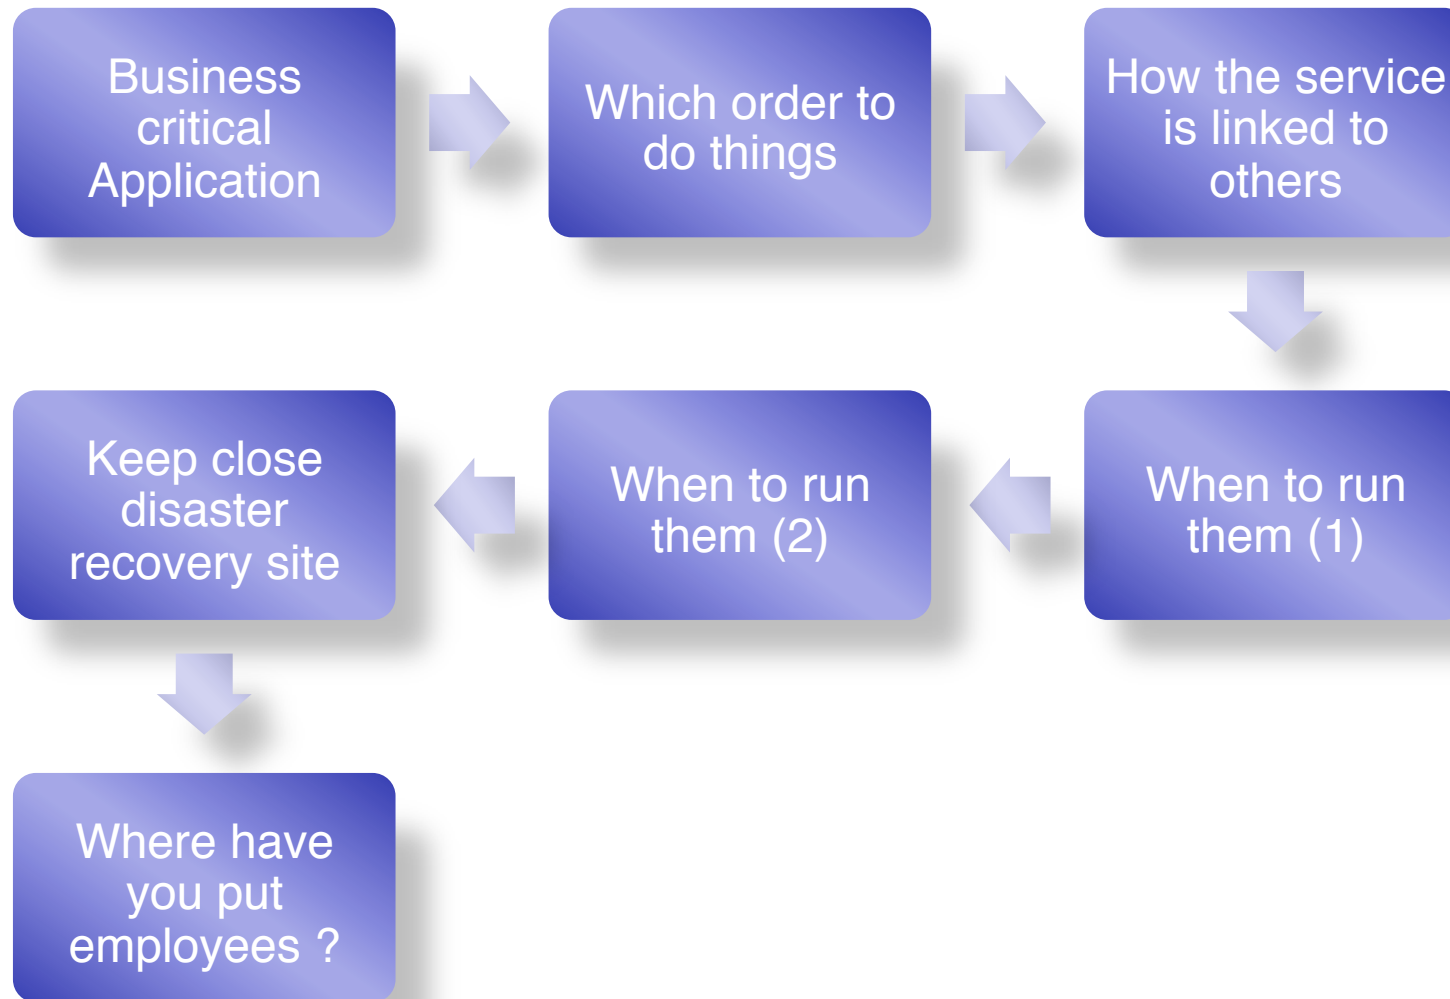 Business
critical
Application
Which order to
do things
How the service
is linked to
others
When to run
them (1)
When to run
them (2)
Keep close
disaster
recovery site
Where have
you put
employees ?